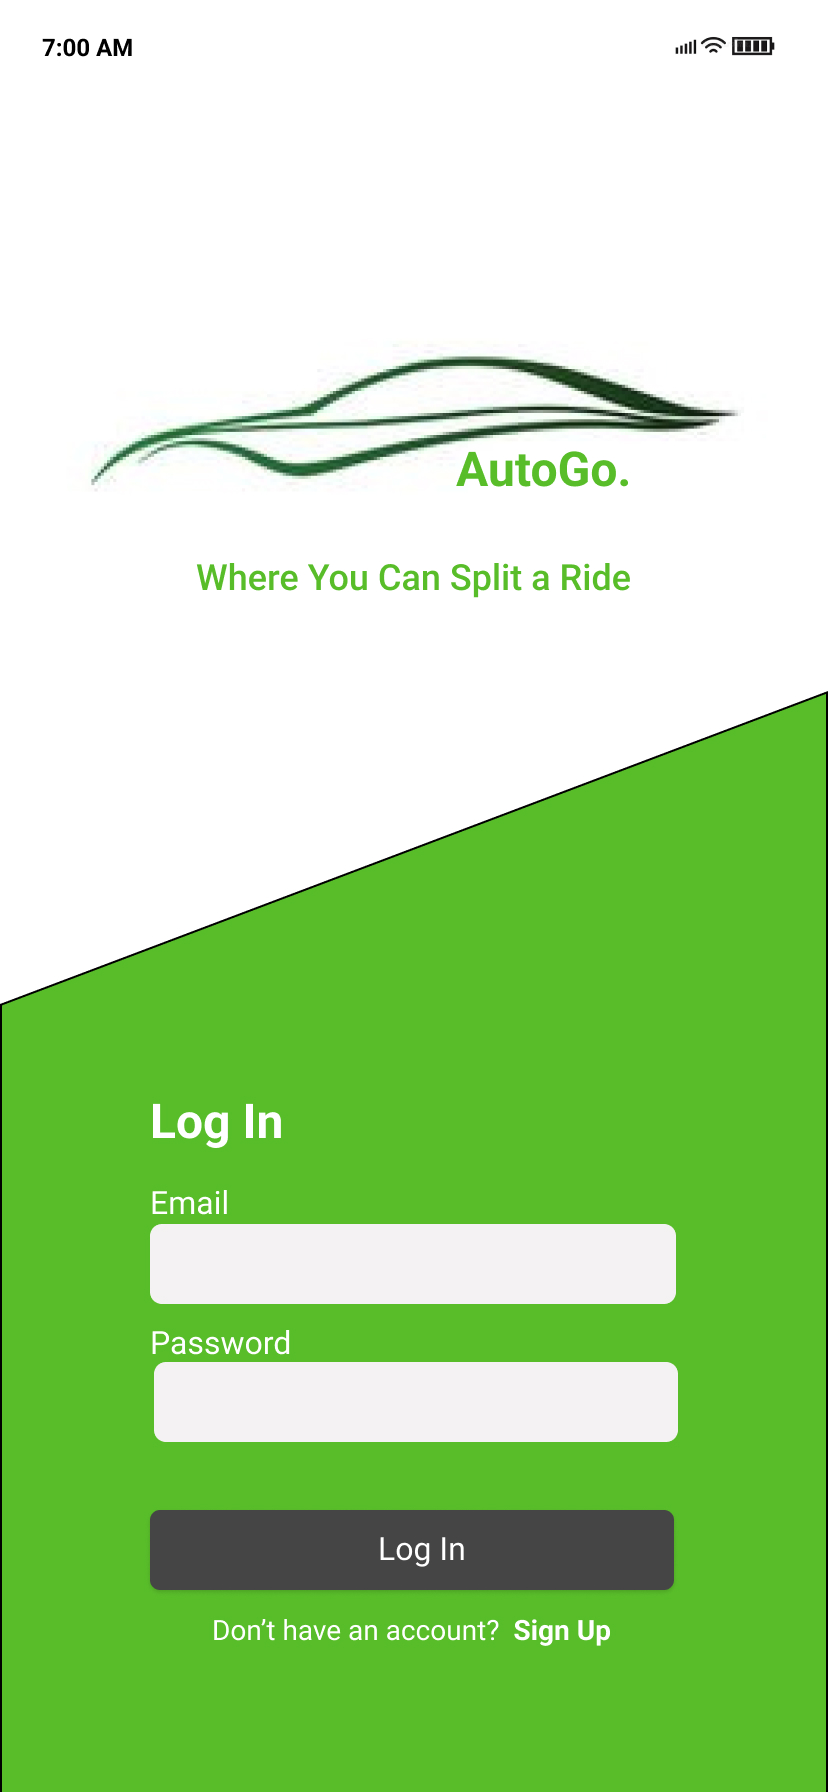 7:00 AM
AutoGo.
Where You Can Split a Ride
Log In
Email
Password
Log In
Don’t have an account? Sign Up